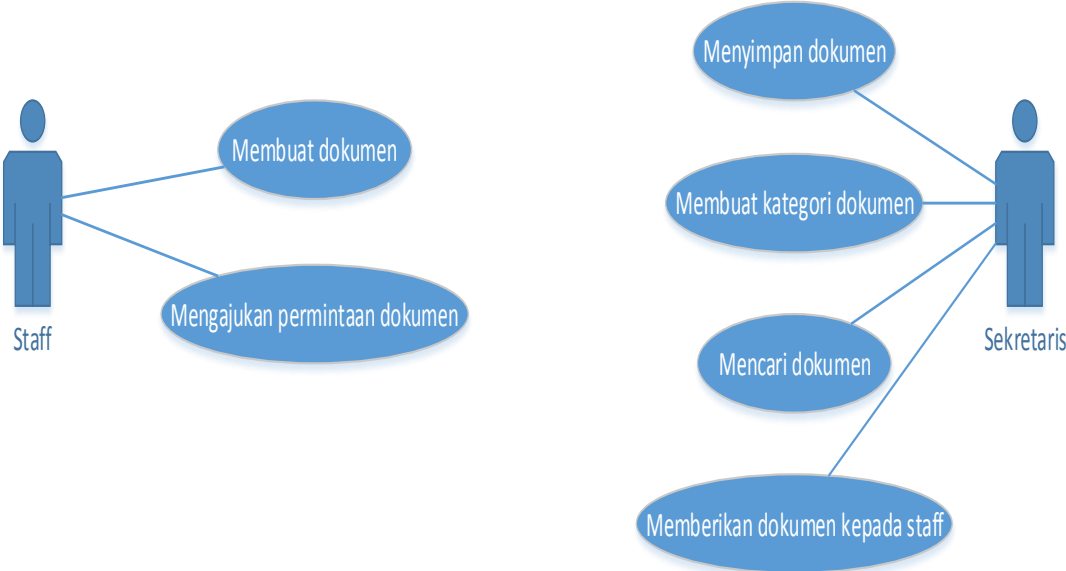 Membuat dokumen
Mengajukan permintaan dokumen
Staff
Menyimpan dokumen
Membuat kategori dokumen
Mencari dokumen
Memberikan dokumen kepada staff
Sekretaris